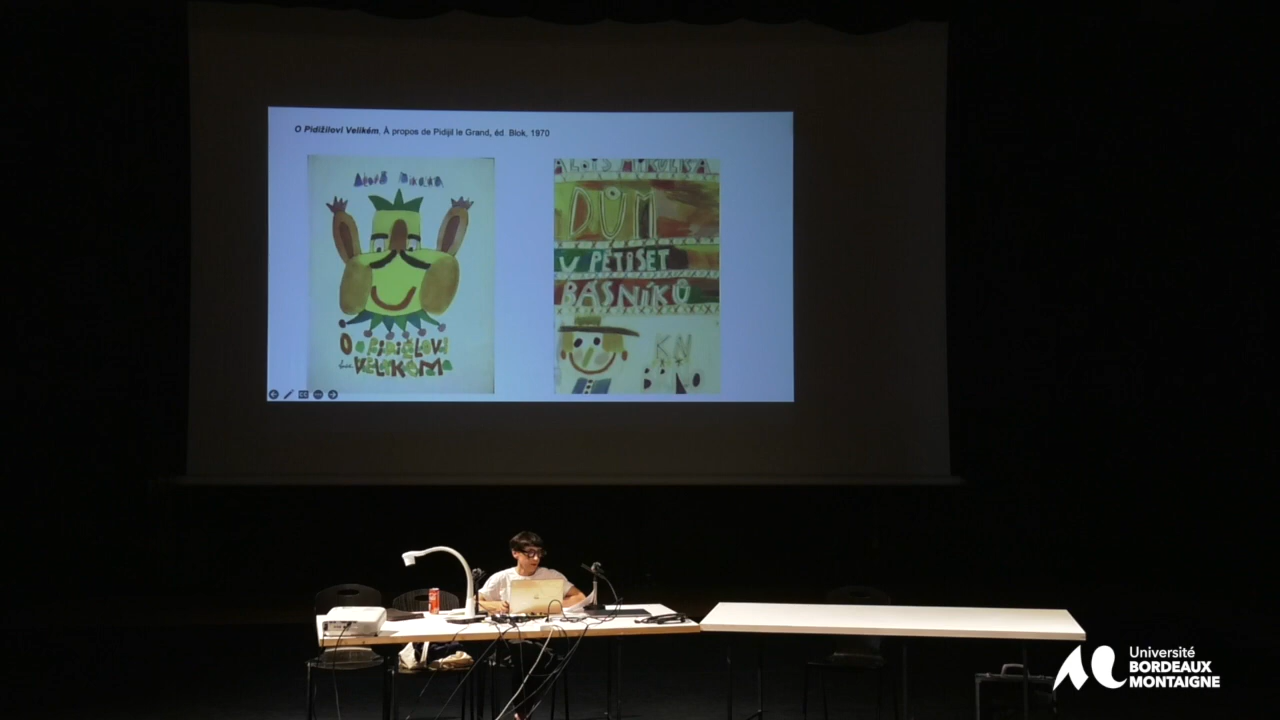 O Pidižilovi Velikém, À propos de Pidijil le Grand, éd. Blok, 1970
ALOIS MIKULKA
DŮM
V PĚTISET
BÁSNÍKŮ
O PIDIŽILOVI
VELIKÉM
KN
Université
BORDEAUX
MONTAIGNE